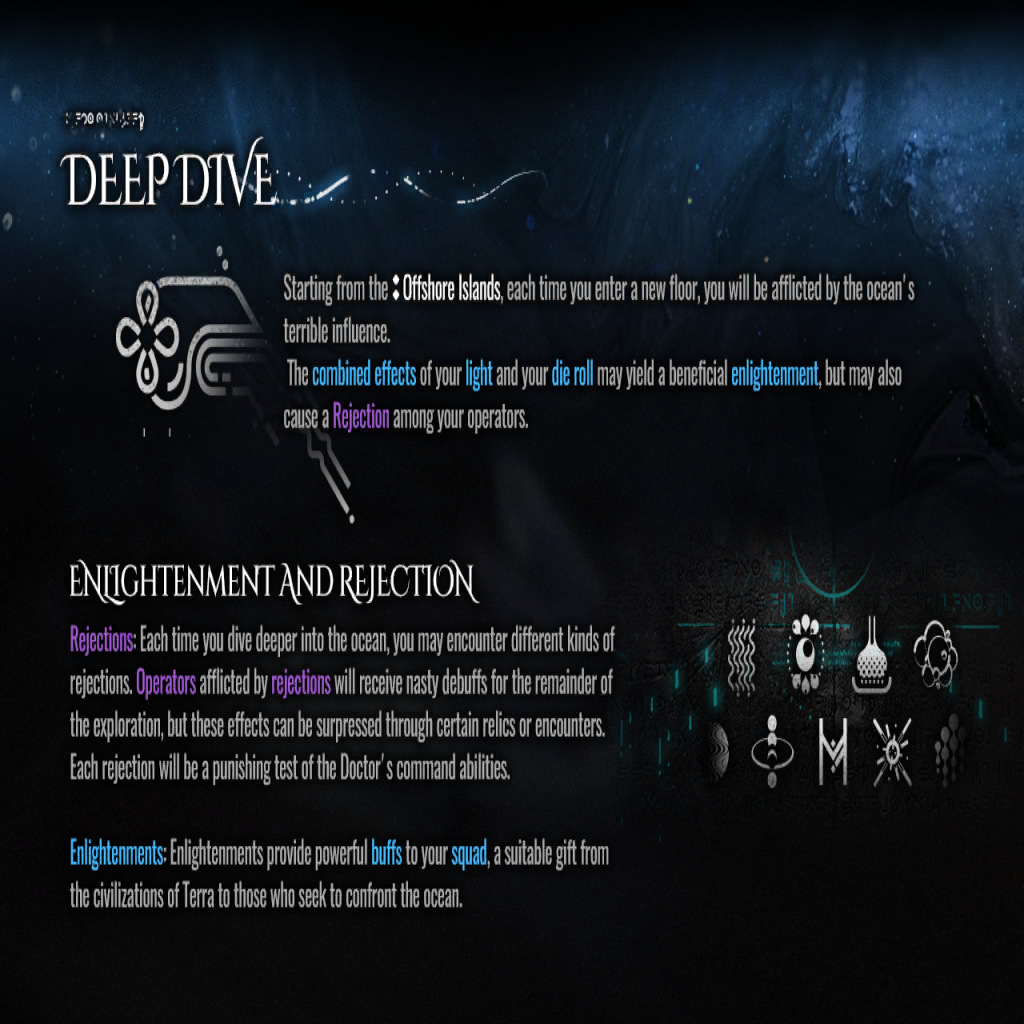 DEEP DIVE
Starting from the Offshore Islands, each time you enter a new floor, you will be afflicted by the ocean's
terrible influence.
The combined effects of your light and your die roll may yield a beneficial enlightenment, but may also
cause a Rejection among your operators.
ENLIGHTENMENT AND REJECTION
Rejections: Each time you dive deeper into the ocean, you may encounter different kinds of
rejections. Operators afflicted by rejections will receive nasty debuffs for the remainder of
the exploration, but these effects can be surpressed through certain relics or encounters.
Each rejection will be a punishing test of the Doctor's command abilities.
Enlightenments: Enlightenments provide powerful buffs to your squad, a suitable gift from
the civilizations of Terra to those who seek to confront the ocean.